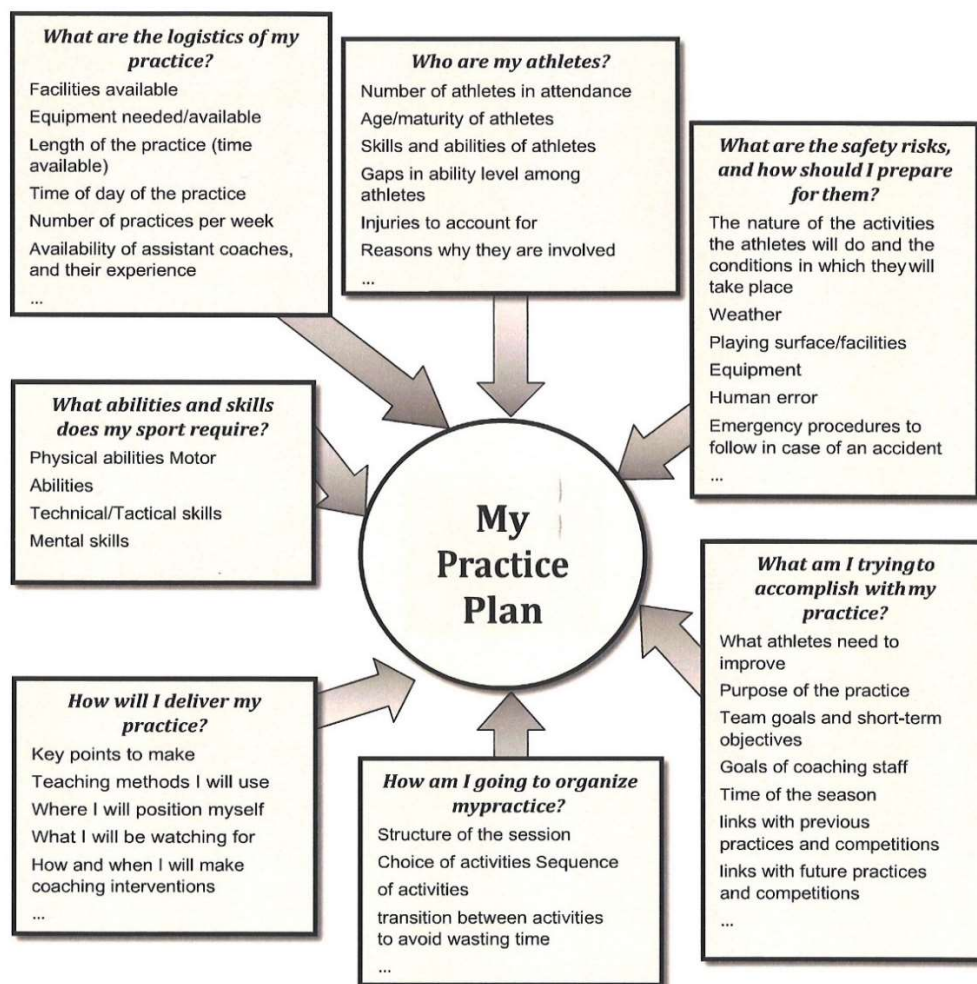 What are the logistics of my
practice?
Facilities available
Equipment needed/available
Length of the practice (time
available)
Time of day of the practice
Number of practices per week
Availability of assistant coaches,
and their experience
...
Who are my athletes?
Number of athletes in attendance
Age/maturity of athletes
Skills and abilities of athletes
Gaps in ability level among
athletes
Injuries to account for
Reasons why they are involved
...
What are the safety risks,
and how should I prepare
for them?
The nature of the activities
the athletes will do and the
conditions in which they will
take place
Weather
Playing surface/facilities
Equipment
Human error
Emergency procedures to
follow in case of an accident
...
What abilities and skills
does my sport require?
Physical abilities Motor
Abilities
Technical/Tactical skills
Mental skills
My
Practice
Plan
What am I trying to
accomplish with my
practice?
What athletes need to
improve
Purpose of the practice
Team goals and short-term
objectives
Goals of coaching staff
Time of the season
links with previous
practices and competitions
links with future practices
and competitions
...
How will I deliver my
practice?
Key points to make
Teaching methods I will use
Where I will position myself
What I will be watching for
How and when I will make
coaching interventions
...
How am I going to organize
mypractice?
Structure of the session
Choice of activities Sequence
of activities
transition between activities
to avoid wasting time
...